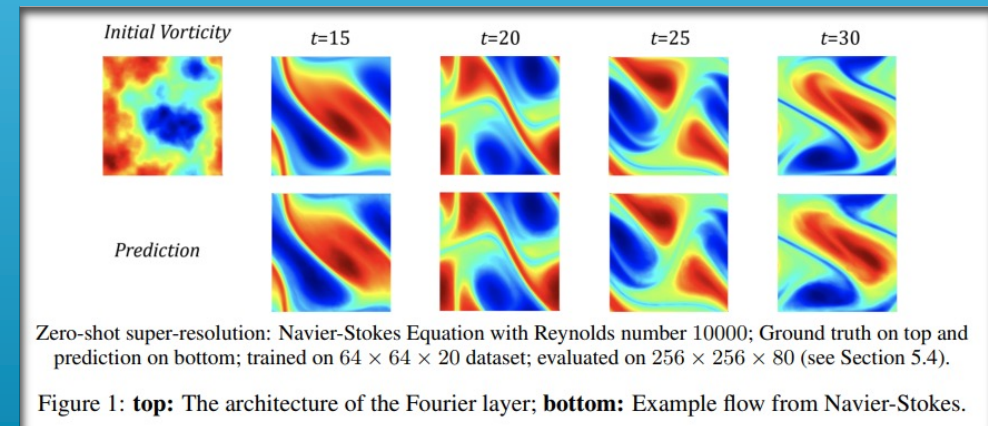 Initial Vorticity
t=15
t=20
t=25
t=30
Prediction
Zero-shot super-resolution: Navier-Stokes Equation with Reynolds number 10000; Ground truth on top and
prediction on bottom; trained on 64 × 64 × 20 dataset; evaluated on 256 × 256 × 80 (see Section 5.4).
Figure 1: top: The architecture of the Fourier layer; bottom: Example flow from Navier-Stokes.